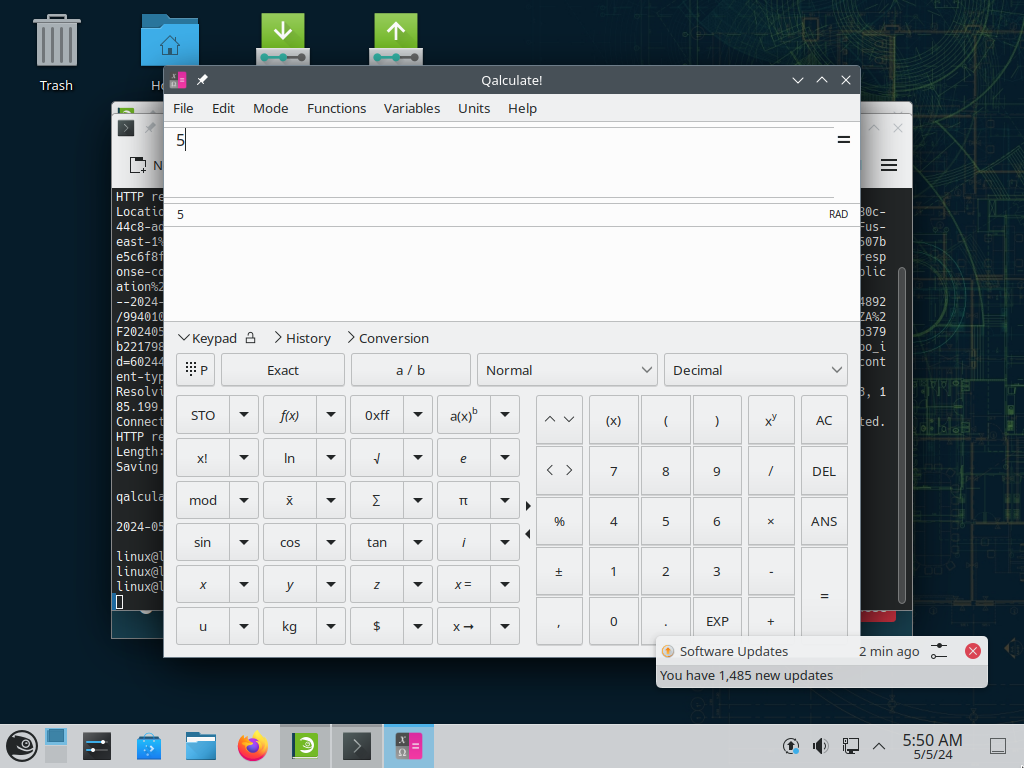 Trash
Qalculate!
File Edit Mode Functions Variables Units Help
5
=
5
RAD
HTTP re
Locatio
44c8-ad
east-1%
e5c6f8f
onse-co
ation%2
--2024-
/994010
F202405
b221798
d=60244
ent-typ
Resolvi
85.199.
Connect
HTTP re
Length:
Saving
qalcula
2024-05
linux@l
linux@l
linux@l
80c-
Fus-
507b
resp
plic
4892
ZA%2
b379
po_i
cont
3, 1
ted.
Keypad History Conversion
P Exact a / b Normal Decimal
STO f(x) 0xff a(x)ᵇ (x) ( ) xʸ AC
x! ln √ e < > 7 8 9 / DEL
mod x̄ Σ π % 4 5 6 × ANS
sin cos tan i ± 1 2 3 - =
x y z x = , 0 . EXP +
u kg $ x →
Software Updates 2 min ago
You have 1,485 new updates
5:50 AM
5/5/24